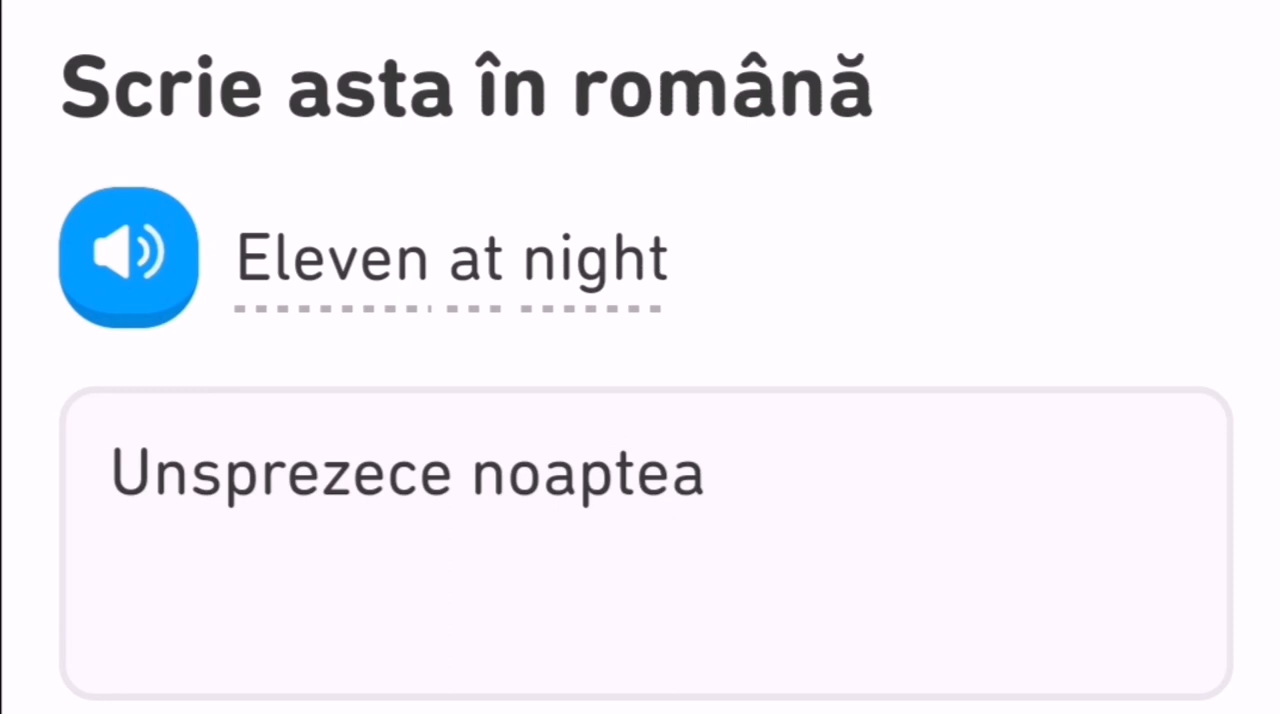 Scrie asta în română
Eleven at night
Unsprezece noaptea